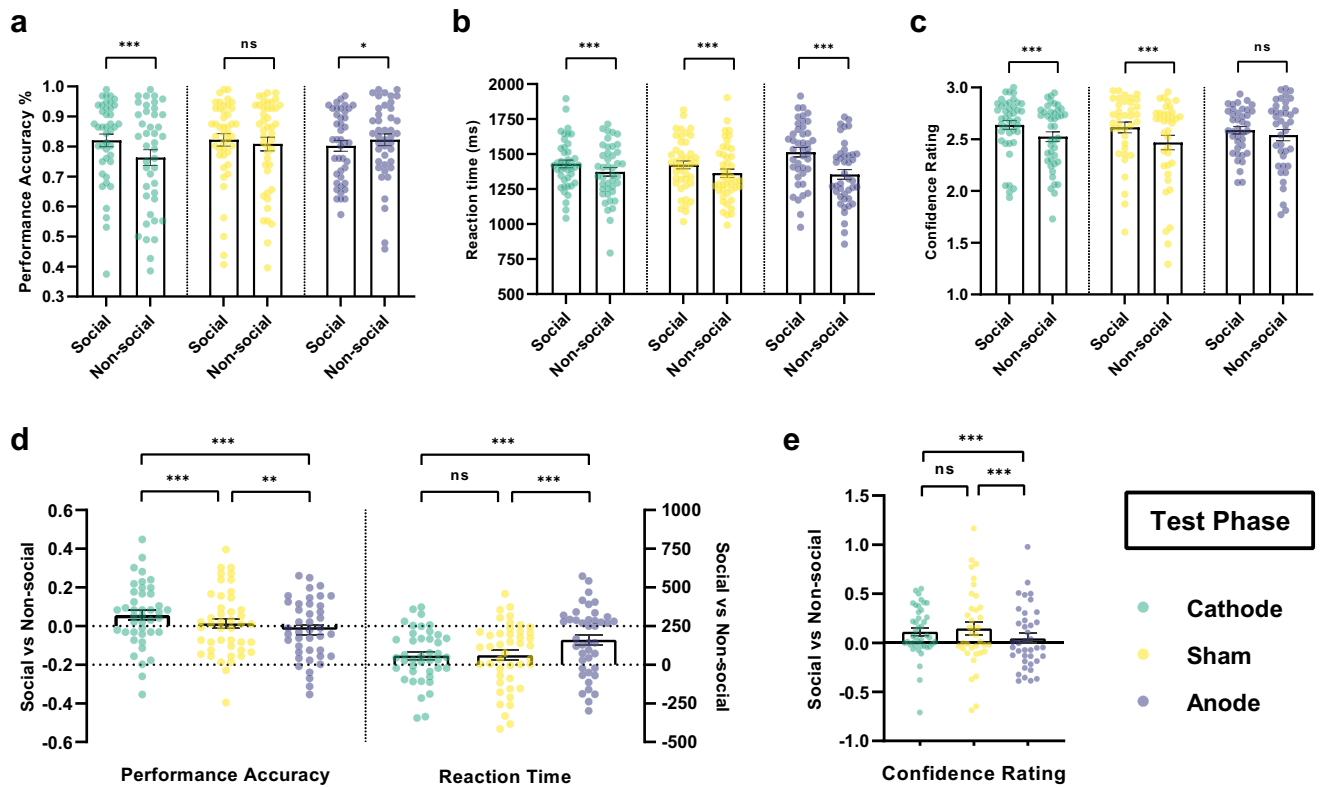 a
***
ns
*
Performance Accuracy %
1.0
0.9
0.8
0.7
0.6
0.5
0.4
0.3
Social
Non-social
Social
Non-social
Social
Non-social
b
***
***
***
Reaction time (ms)
2000
1750
1500
1250
1000
750
500
Social
Non-social
Social
Non-social
Social
Non-social
c
***
***
ns
Confidence Rating
3.0
2.5
2.0
1.5
1.0
Social
Non-social
Social
Non-social
Social
Non-social
d
***
***
**
***
ns
***
Social vs Non-social
0.6
0.4
0.2
0.0
-0.2
-0.4
-0.6
1000
750
500
250
0
-250
-500
Social vs Non-social
Performance Accuracy
Reaction Time
e
***
ns
***
Social vs Non-social
1.5
1.0
0.5
0.0
-0.5
-1.0
Confidence Rating
Test Phase
Cathode
Sham
Anode